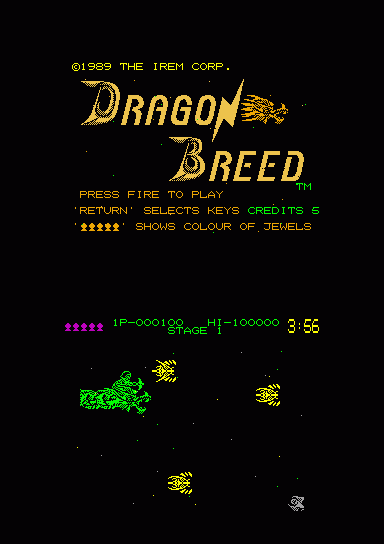 ©1989 THE IREM CORP.
DRAGON
BREED
TM
PRESS FIRE TO PLAY
'RETURN' SELECTS KEYS CREDITS 5
'     ' SHOWS COLOUR OF JEWELS
1P-000100 HI-100000 3:56
STAGE 1